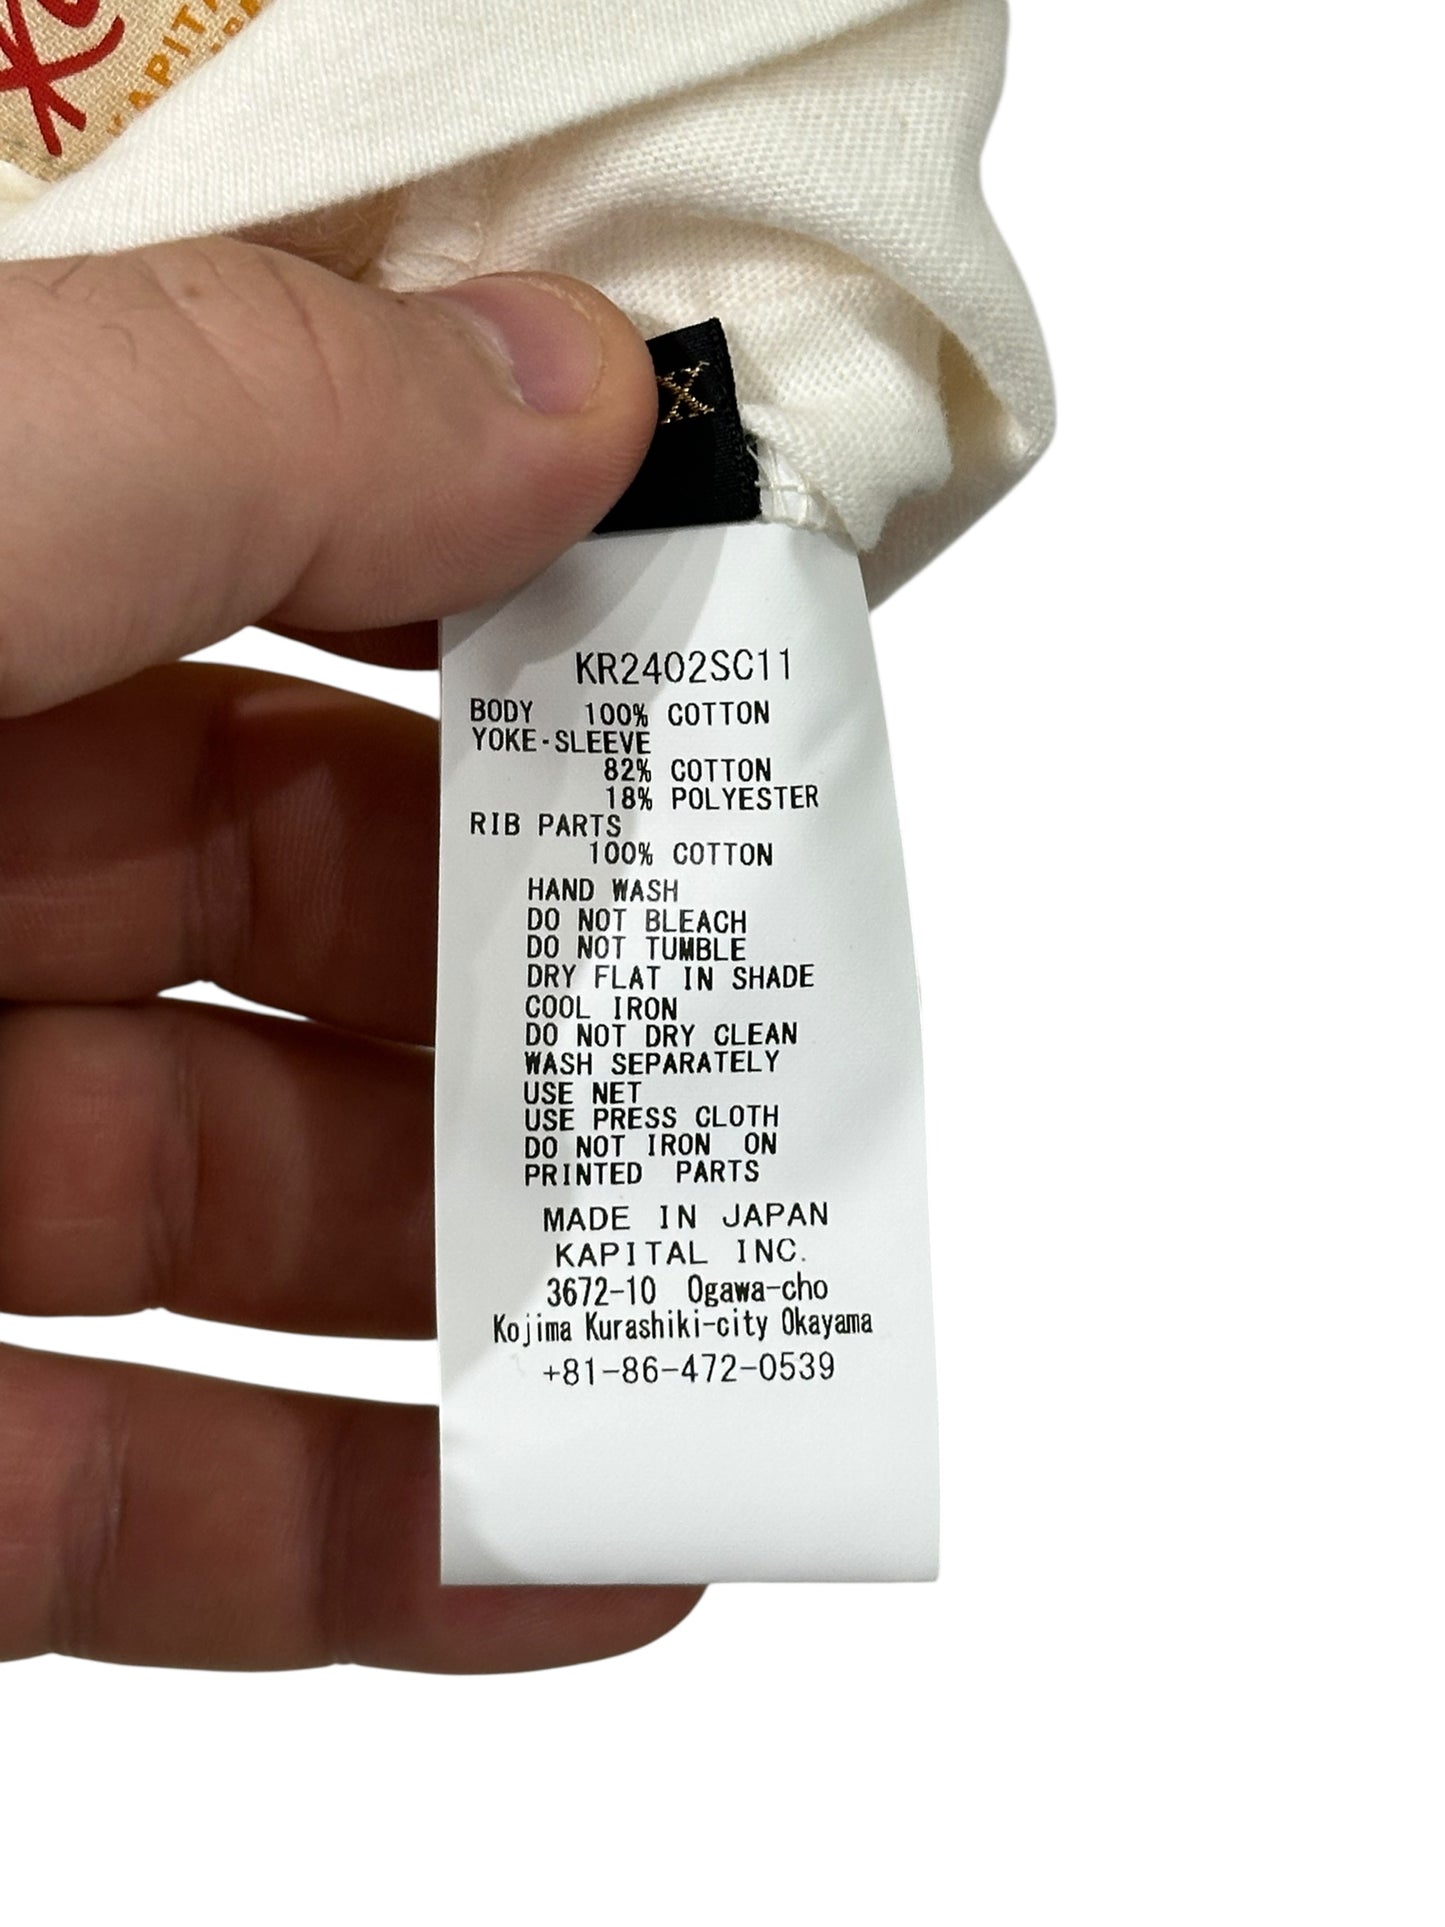 KAPITA
X
KR2402SC11
BODY 100% COTTON
YOKE-SLEEVE
82% COTTON
18% POLYESTER
RIB PARTS
100% COTTON
HAND WASH
DO NOT BLEACH
DO NOT TUMBLE
DRY FLAT IN SHADE
COOL IRON
DO NOT DRY CLEAN
WASH SEPARATELY
USE NET
USE PRESS CLOTH
DO NOT IRON ON
PRINTED PARTS
MADE IN JAPAN
KAPITAL INC.
3672-10 Ogawa-cho
Kojima Kurashiki-city Okayama
+81-86-472-0539